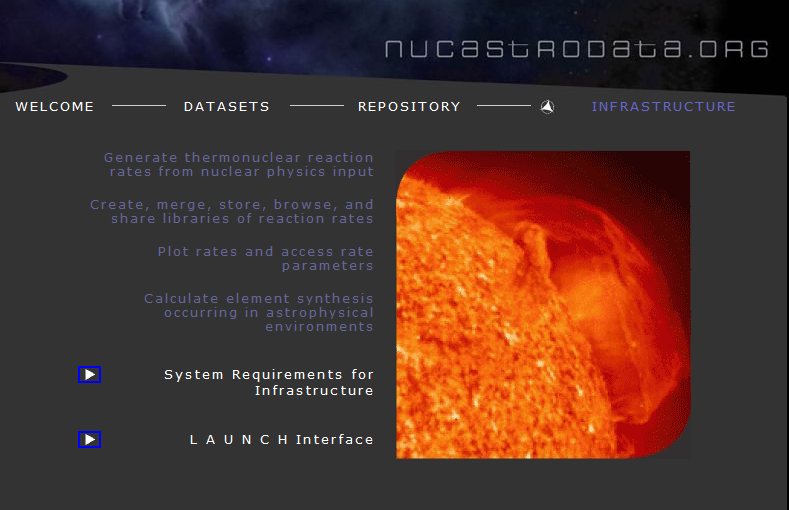 nucastrodata.org
WELCOME DATASETS REPOSITORY INFRASTRUCTURE
Generate thermonuclear reaction
rates from nuclear physics input
Create, merge, store, browse, and
share libraries of reaction rates
Plot rates and access rate
parameters
Calculate element synthesis
occurring in astrophysical
environments
System Requirements for
Infrastructure
L A U N C H Interface